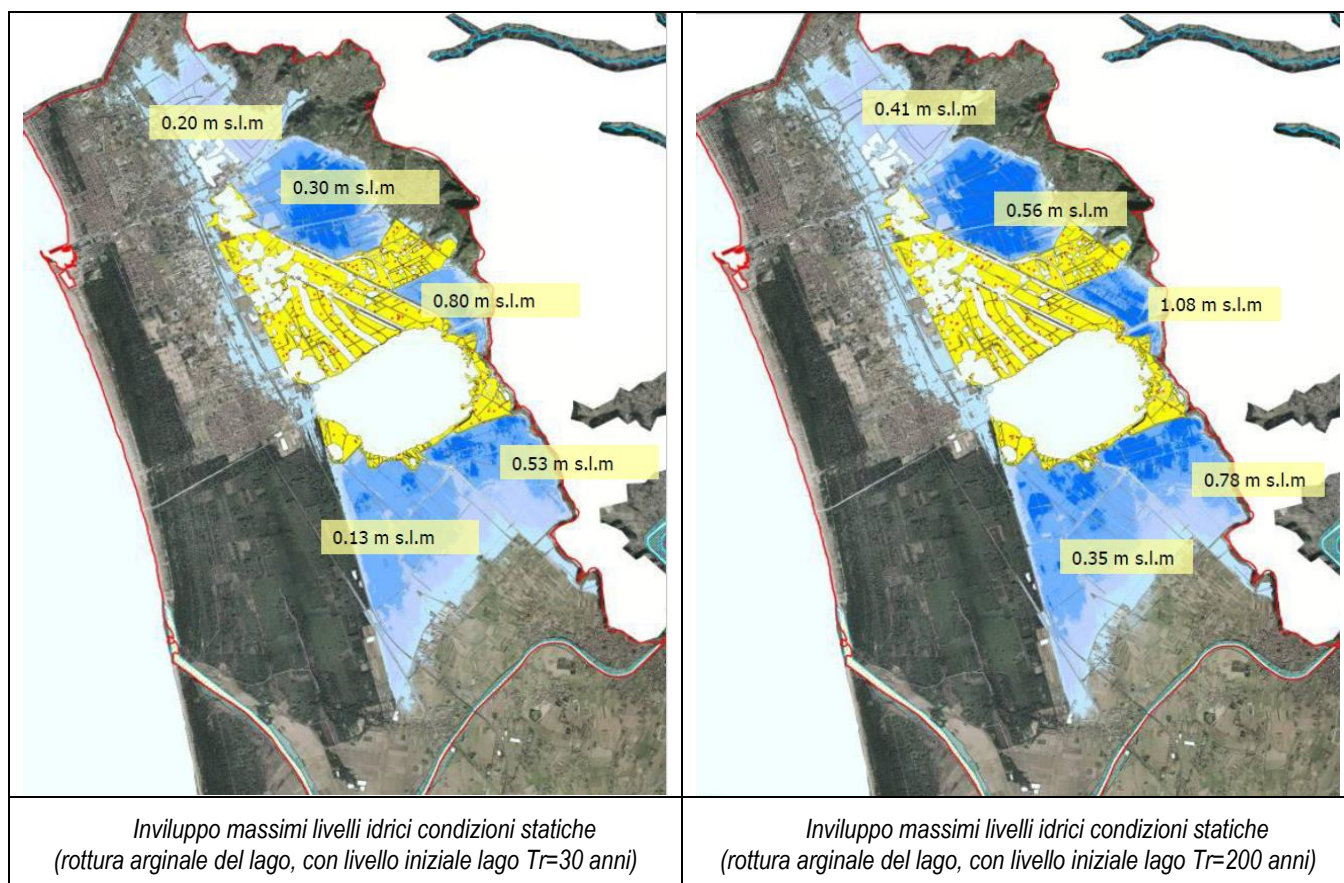 0.20 m s.l.m
0.30 m s.l.m
0.80 m s.l.m
0.53 m s.l.m
0.13 m s.l.m
Inviluppo massimi livelli idrici condizioni statiche
(rottura arginale del lago, con livello iniziale lago Tr=30 anni)
0.41 m s.l.m
0.56 m s.l.m
1.08 m s.l.m
0.78 m s.l.m
0.35 m s.l.m
Inviluppo massimi livelli idrici condizioni statiche
(rottura arginale del lago, con livello iniziale lago Tr=200 anni)